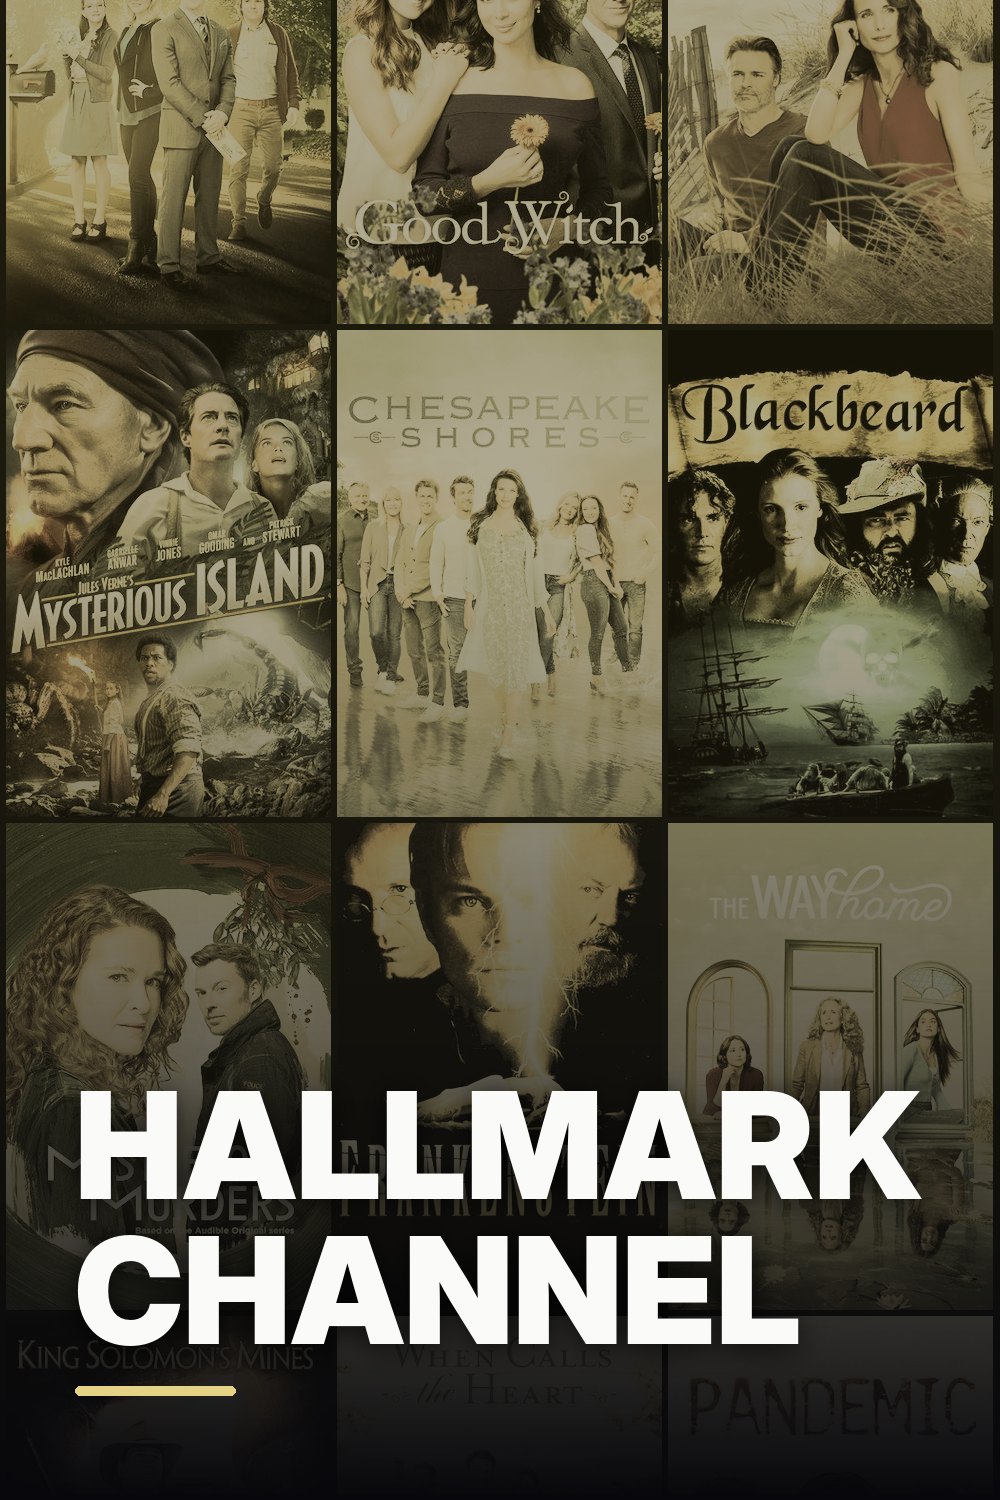 Good Witch
CHESAPEAKE
SHORES
Blackbeard
KYLE
MACLACHLAN
GABRIELLE
ANWAR
VINNIE
JONES
OMAR
GOODING
AND
PATRICK
STEWART
JULES VERNE'S
MYSTERIOUS ISLAND
THE WAY home
POLICE
MURDERS
Based on the Audible Original series
FRANKENSTEIN
HALLMARK
CHANNEL
KING SOLOMON'S MINES
WHEN CALLS
the HEART
PANDEMIC